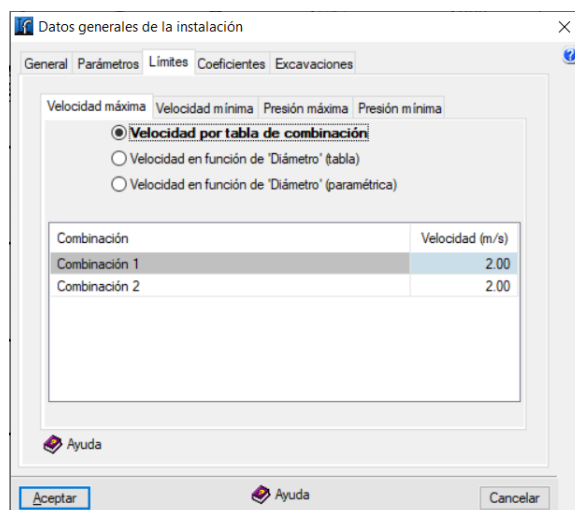 Datos generales de la instalación
General Parámetros Límites Coeficientes Excavaciones
Velocidad máxima Velocidad mínima Presión máxima Presión mínima
Velocidad por tabla de combinación
Velocidad en función de 'Diámetro' (tabla)
Velocidad en función de 'Diámetro' (paramétrica)
Combinación Velocidad (m/s)
Combinación 1 2.00
Combinación 2 2.00
Ayuda
Aceptar Ayuda Cancelar